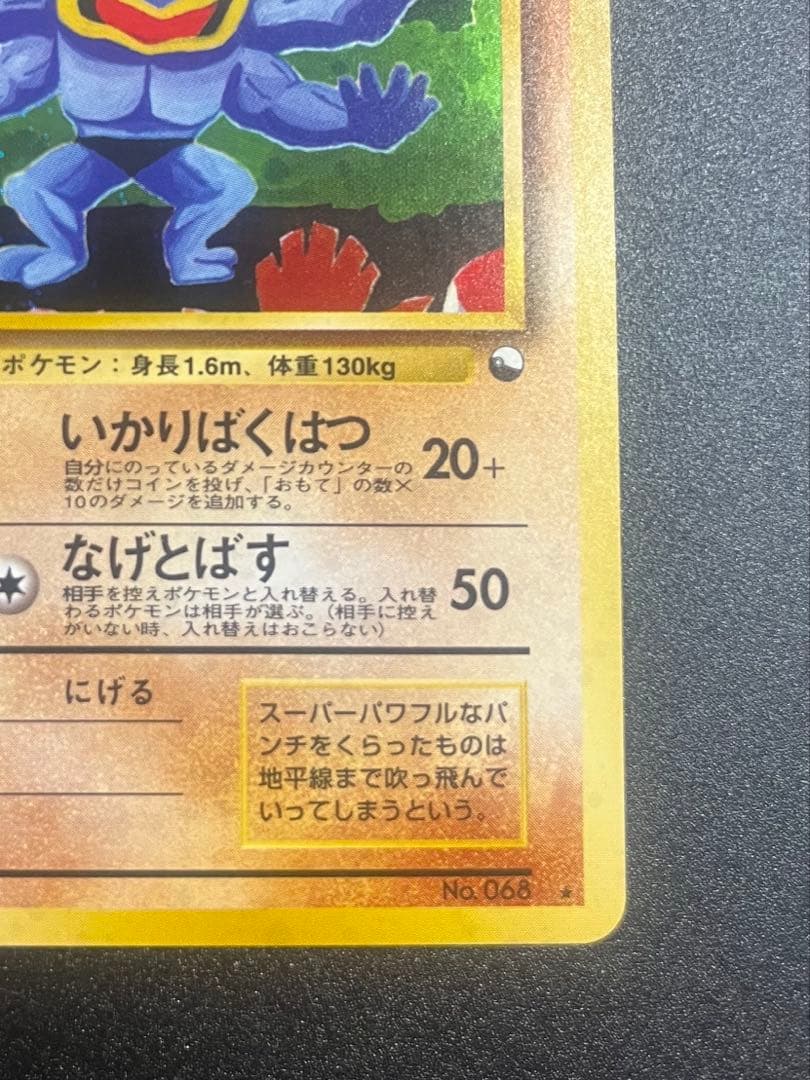 ポケモン：身長1.6m、体重130kg
いかりばくはつ 20+
自分にのっているダメージカウンターの
数だけコインを投げ、「おもて」の数×
10のダメージを追加する。
なげとばす 50
相手を控えポケモンと入れ替える。入れ替
わるポケモンは相手が選ぶ。（相手に控え
がいない時、入れ替えはおこらない）
にげる
スーパーパワフルなパ
ンチをくらったものは
地平線まで吹っ飛んで
いってしまうという。
No.068 ★